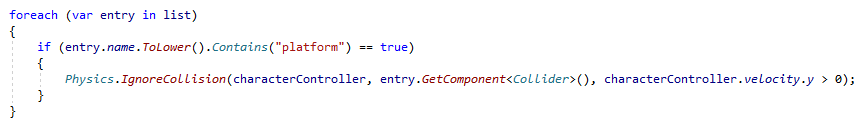 foreach (var entry in list)
{
if (entry.name.ToLower().Contains("platform") == true)
{
Physics.IgnoreCollision(characterController, entry.GetComponent<Collider>(), characterController.velocity.y > 0);
}
}